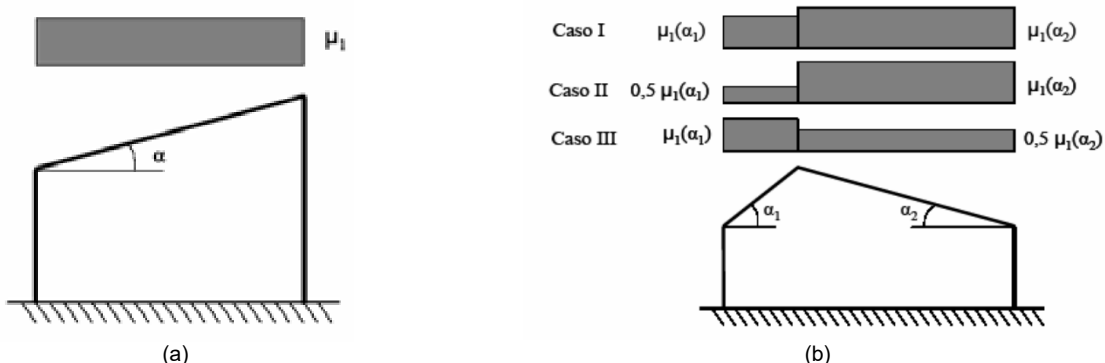 μ₁
α
(a)
Caso I μ₁(α₁) μ₁(α₂)
Caso II 0,5 μ₁(α₁) μ₁(α₂)
Caso III μ₁(α₁) 0,5 μ₁(α₂)
α₁ α₂
(b)